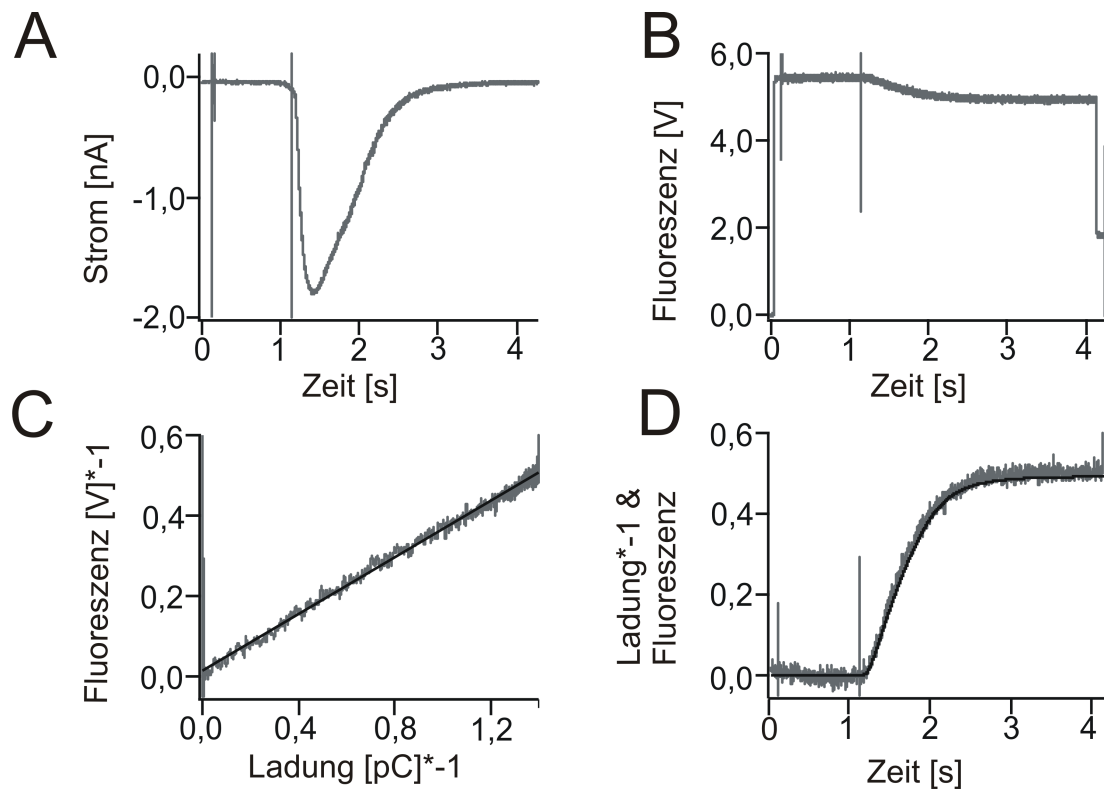 A
0,0
-1,0
-2,0
Strom [nA]
0 1 2 3 4
Zeit [s]
B
6,0
4,0
2,0
0,0
Fluoreszenz [V]
0 1 2 3 4
Zeit [s]
C
0,6
0,4
0,2
0,0
Fluoreszenz [V]*-1
0,0 0,4 0,8 1,2
Ladung [pC]*-1
D
0,6
0,4
0,2
0,0
Ladung*-1 &
Fluoreszenz
0 1 2 3 4
Zeit [s]